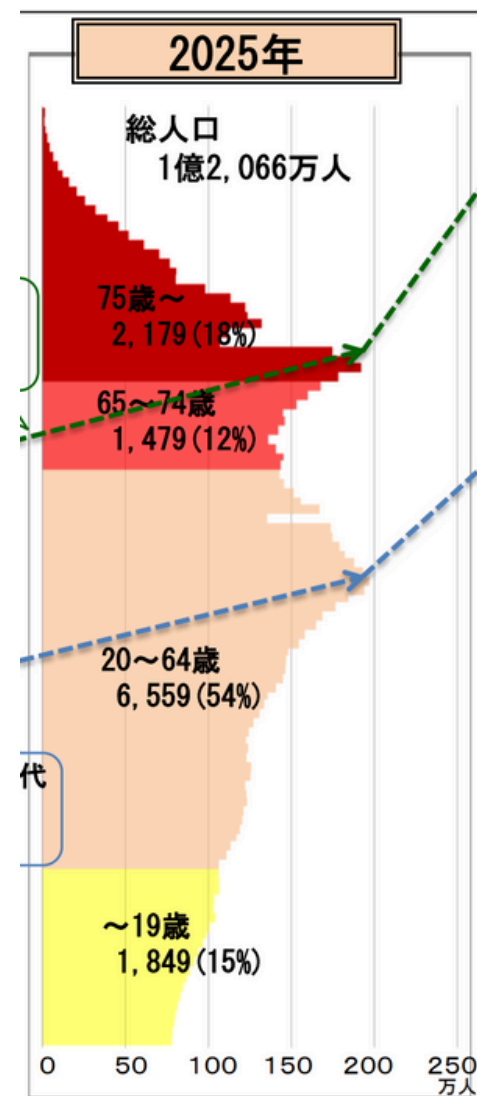 2025年
総人口
1億2,066万人
75歳～
2,179(18%)
65～74歳
1,479(12%)
20～64歳
6,559(54%)
代
～19歳
1,849(15%)
0 50 100 150 200 250
万人